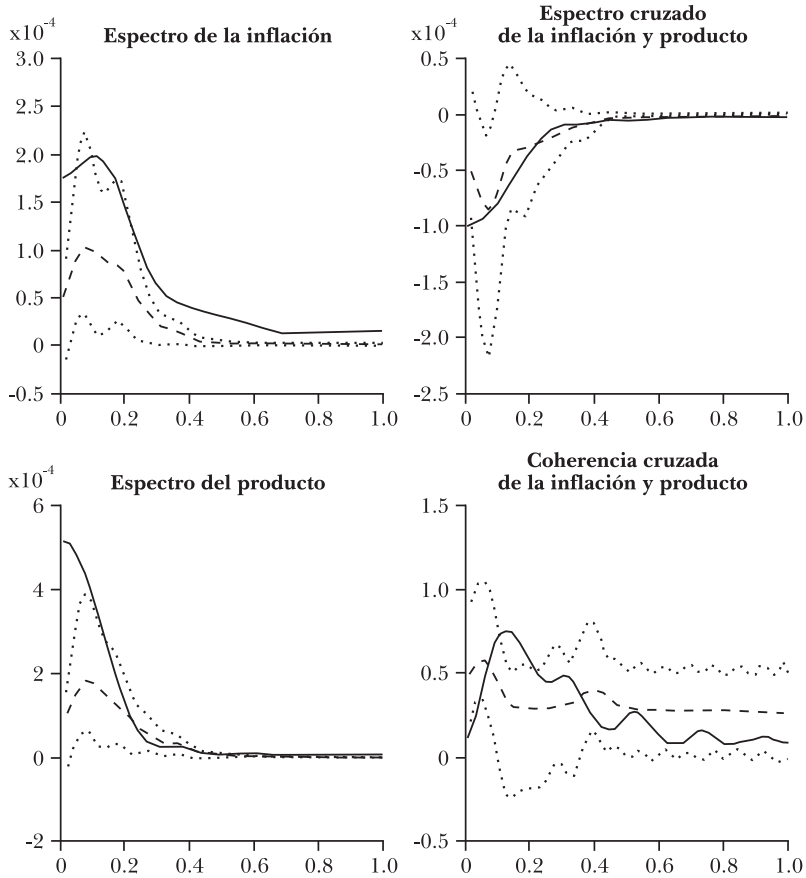 x10-4
Espectro de la inflación
3.0
2.5
2.0
1.5
1.0
0.5
0
-0.5
0 0.2 0.4 0.6 0.8 1.0
x10-4
Espectro cruzado
de la inflación y producto
0.5
0
-0.5
-1.0
-1.5
-2.0
-2.5
0 0.2 0.4 0.6 0.8 1.0
x10-4
Espectro del producto
6
4
2
0
-2
0 0.2 0.4 0.6 0.8 1.0
Coherencia cruzada
de la inflación y producto
1.5
1.0
0.5
0
-0.5
0 0.2 0.4 0.6 0.8 1.0